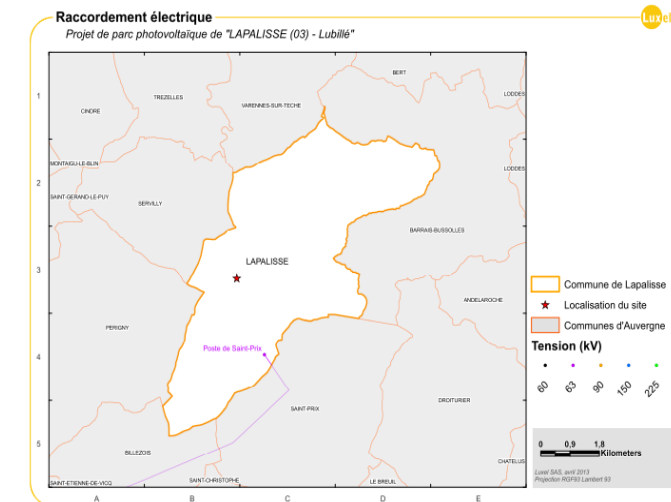 Raccordement électrique
Luxel
Projet de parc photovoltaïque de "LAPALISSE (03) - Lubillé"
BERT
1
TREZELLES
LODDES
VARENNES-SUR-TECHE
CINDRE
MONTAIGU-LE-BLIN
LODDES
2
SAINT-GERAND-LE-PUY
SERVILLY
BARRAIS-BUSSOLLES
LAPALISSE
3
Commune de Lapalisse
ANDELAROCHE
Localisation du site
PERIGNY
Communes d'Auvergne
Tension (kV)
Poste de Saint-Prix
4
60 63 90 150 225
DROITURIER
SAINT-PRIX
5
0 0,9 1,8
Kilometers
BILLEZOIS
CHATELUS
Luxel SAS, avril 2013
Projection RGF93 Lambert 93
SAINT-ETIENNE-DE-VICQ
SAINT-CHRISTOPHE
LE BREUIL
A B C D E